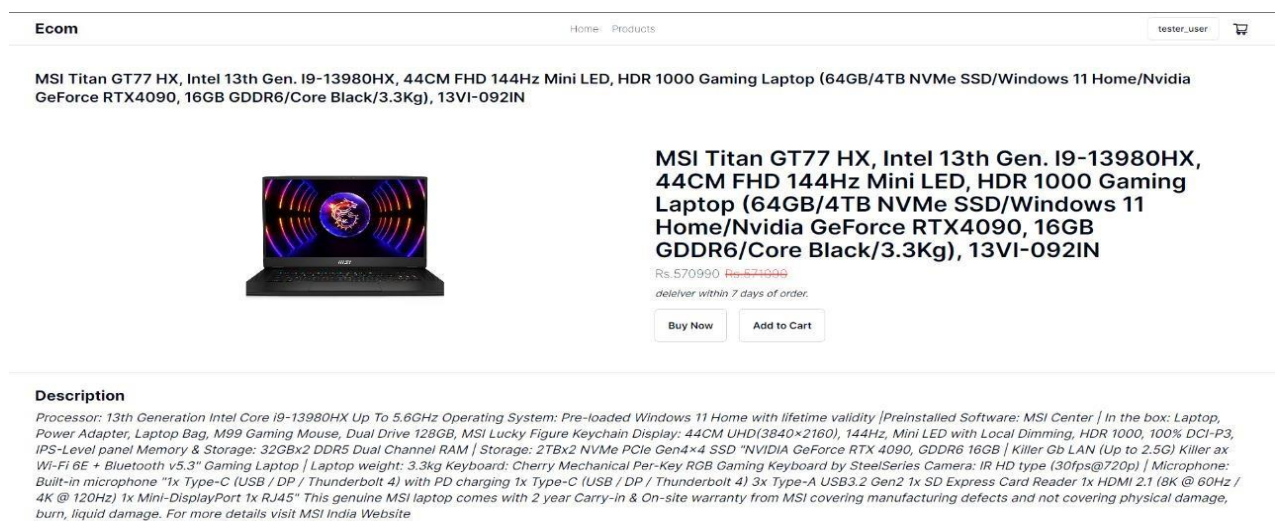 Ecom
Home
Products
tester_user
MSI Titan GT77 HX, Intel 13th Gen. I9-13980HX, 44CM FHD 144Hz Mini LED, HDR 1000 Gaming Laptop (64GB/4TB NVMe SSD/Windows 11 Home/Nvidia
GeForce RTX4090, 16GB GDDR6/Core Black/3.3Kg), 13VI-092IN
MSI Titan GT77 HX, Intel 13th Gen. I9-13980HX,
44CM FHD 144Hz Mini LED, HDR 1000 Gaming
Laptop (64GB/4TB NVMe SSD/Windows 11
Home/Nvidia GeForce RTX4090, 16GB
GDDR6/Core Black/3.3Kg), 13VI-092IN
Rs.570990 Rs.571990
deleiver within 7 days of order.
Buy Now
Add to Cart
msi
Description
Processor: 13th Generation Intel Core i9-13980HX Up To 5.6GHz Operating System: Pre-loaded Windows 11 Home with lifetime validity |Preinstalled Software: MSI Center | In the box: Laptop,
Power Adapter, Laptop Bag, M99 Gaming Mouse, Dual Drive 128GB, MSI Lucky Figure Keychain Display: 44CM UHD(3840×2160), 144Hz, Mini LED with Local Dimming, HDR 1000, 100% DCI-P3,
IPS-Level panel Memory & Storage: 32GBx2 DDR5 Dual Channel RAM | Storage: 2TBx2 NVMe PCIe Gen4×4 SSD "NVIDIA GeForce RTX 4090, GDDR6 16GB | Killer Gb LAN (Up to 2.5G) Killer ax
Wi-Fi 6E + Bluetooth v5.3" Gaming Laptop | Laptop weight: 3.3kg Keyboard: Cherry Mechanical Per-Key RGB Gaming Keyboard by SteelSeries Camera: IR HD type (30fps@720p) | Microphone:
Built-in microphone "1x Type-C (USB / DP / Thunderbolt 4) with PD charging 1x Type-C (USB / DP / Thunderbolt 4) 3x Type-A USB3.2 Gen2 1x SD Express Card Reader 1x HDMI 2.1 (8K @ 60Hz /
4K @ 120Hz) 1x Mini-DisplayPort 1x RJ45" This genuine MSI laptop comes with 2 year Carry-in & On-site warranty from MSI covering manufacturing defects and not covering physical damage,
burn, liquid damage. For more details visit MSI India Website